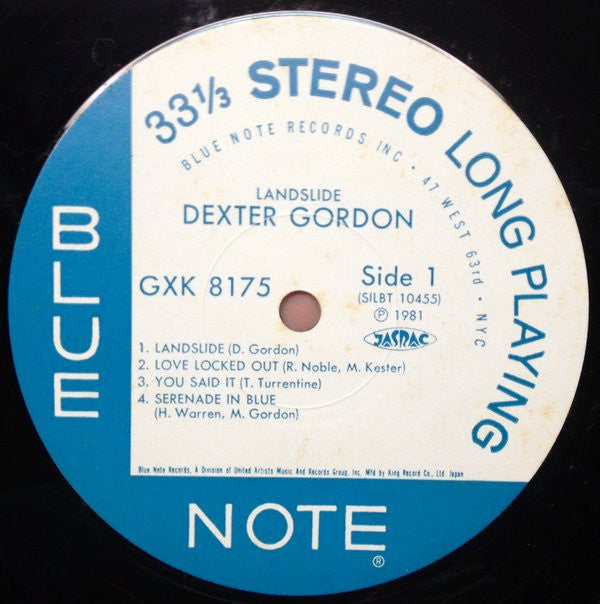 33⅓ STEREO LONG PLAYING
BLUE NOTE RECORDS INC • 47 WEST 63rd • NYC
LANDSLIDE
DEXTER GORDON
GXK 8175
Side 1
(SILBT 10455)
Ⓟ 1981
JASRAC
1. LANDSLIDE (D. Gordon)
2. LOVE LOCKED OUT (R. Noble, M. Kester)
3. YOU SAID IT (T. Turrentine)
4. SERENADE IN BLUE
(H. Warren, M. Gordon)
Blue Note Records, A Division of United Artists Music And Records Group, Inc. Mfd by King Record Co., Ltd. Japan
BLUE
NOTE®